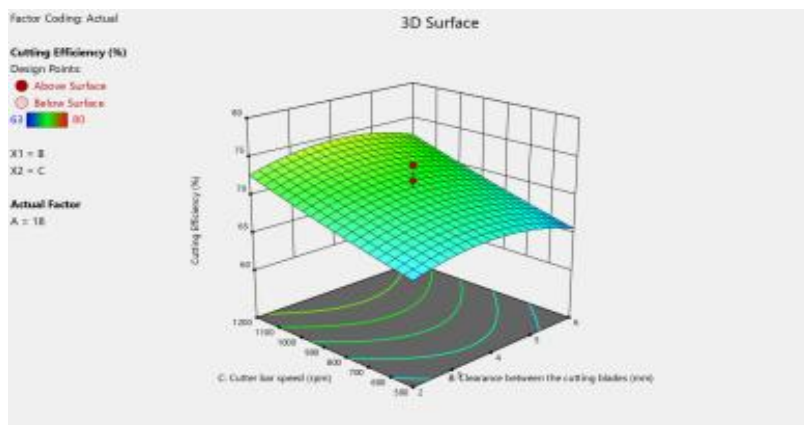 Factor Coding: Actual
3D Surface
Cutting Efficiency (%)
Design Points:
Above Surface
Below Surface
63 80
X1 = B
X2 = C
Actual Factor
A = 18
Cutting Efficiency (%)
80
75
70
65
60
1200
1100
1000
900
800
700
600
500
2
4
5
6
C: Cutter bar speed (rpm)
B: Clearance between the cutting blades (mm)